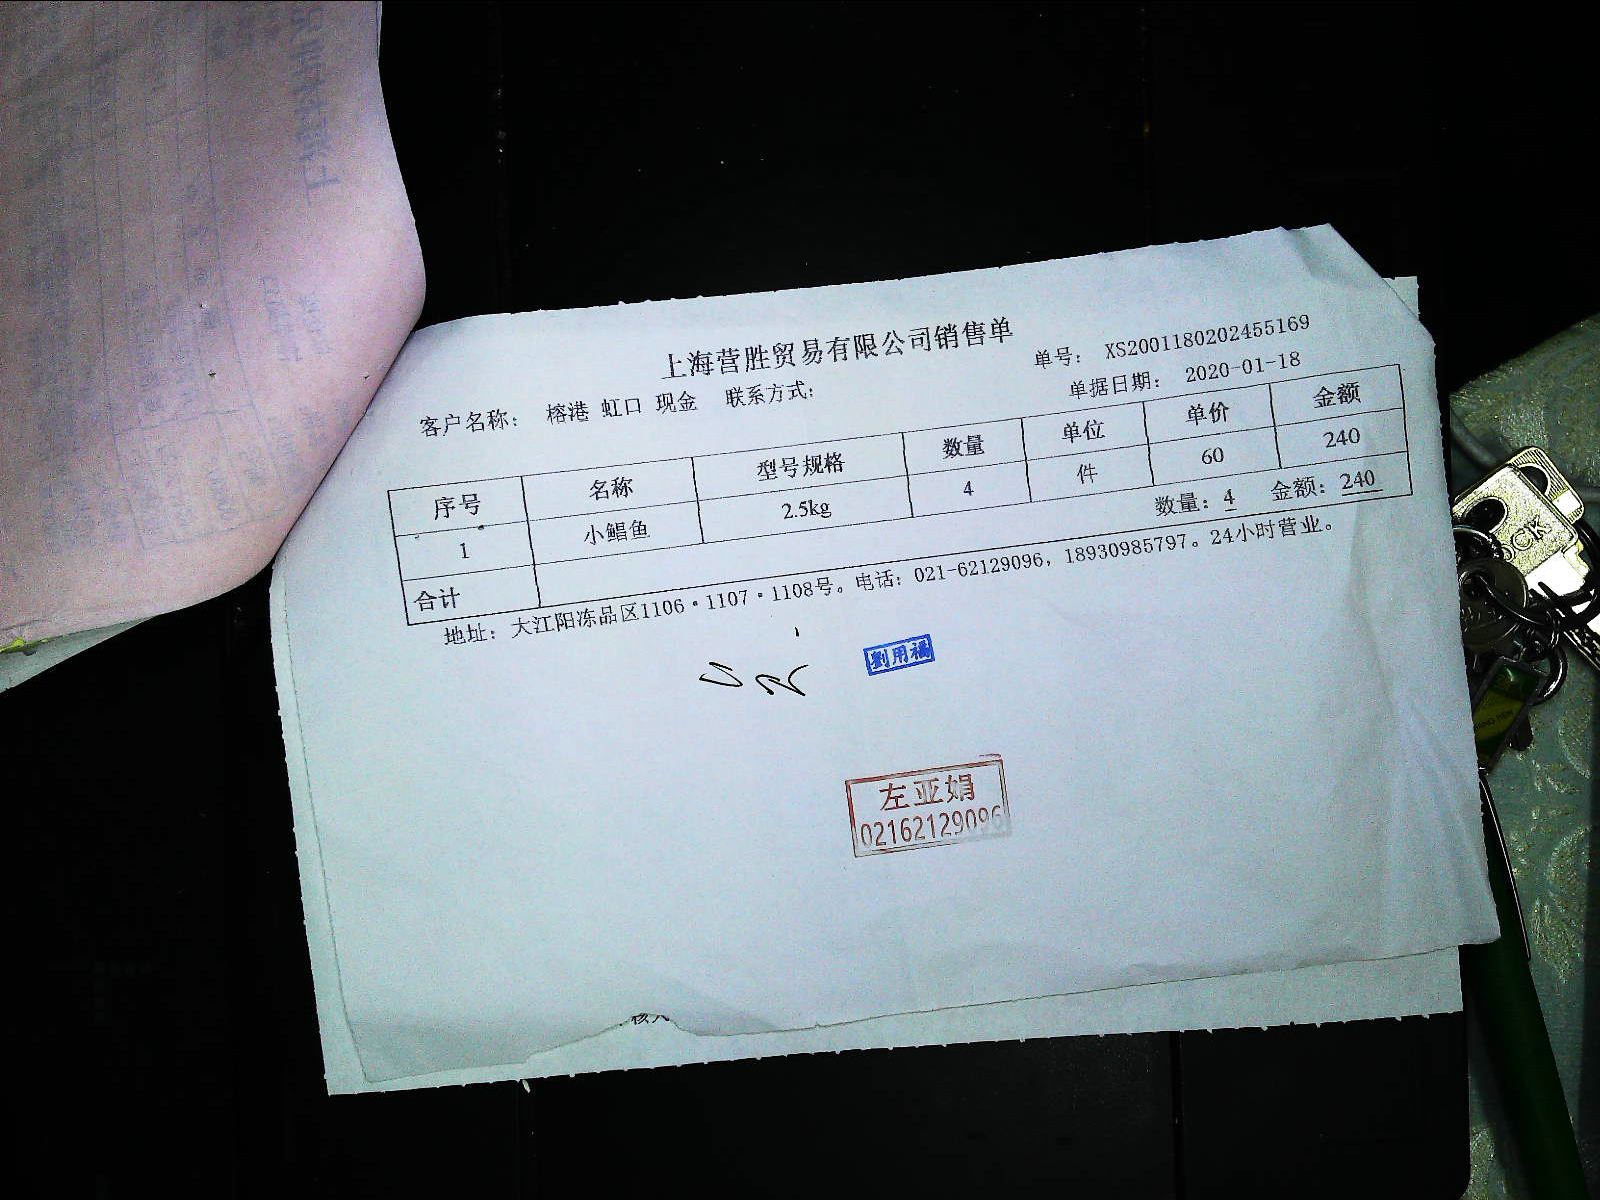 上海营胜贸易有限公司销售单
单号： XS2001180202455169
客户名称： 榕港 虹口 现金 联系方式： 单据日期： 2020-01-18
序号 名称 型号规格 数量 单位 单价 金额
1 小鲳鱼 2.5kg 4 件 60 240
合计 数量：4 金额：240
地址：大江阳冻品区1106·1107·1108号。电话：021-62129096，18930985797。24小时营业。
劉用禧
左亚娟
02162129096